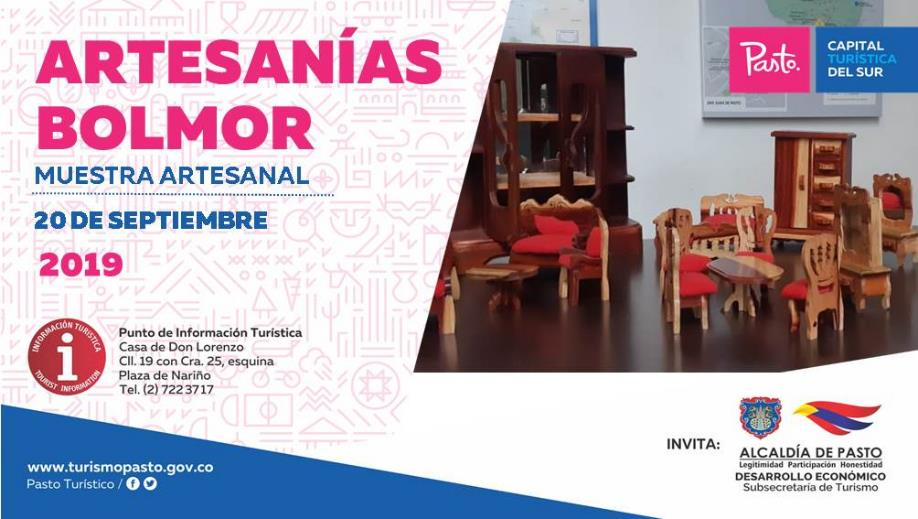 ARTESANÍAS
BOLMOR
MUESTRA ARTESANAL
20 DE SEPTIEMBRE
2019
Pasto.
CAPITAL
TURÍSTICA
DEL SUR
INFORMACIÓN TURISTICA
i
TOURIST INFORMATION
Punto de Información Turística
Casa de Don Lorenzo
Cll. 19 con Cra. 25, esquina
Plaza de Nariño
Tel. (2) 7223717
www.turismopasto.gov.co
Pasto Turístico /
INVITA:
ALCALDÍA DE PASTO
Legitimidad Participación Honestidad
DESARROLLO ECONÓMICO
Subsecretaría de Turismo